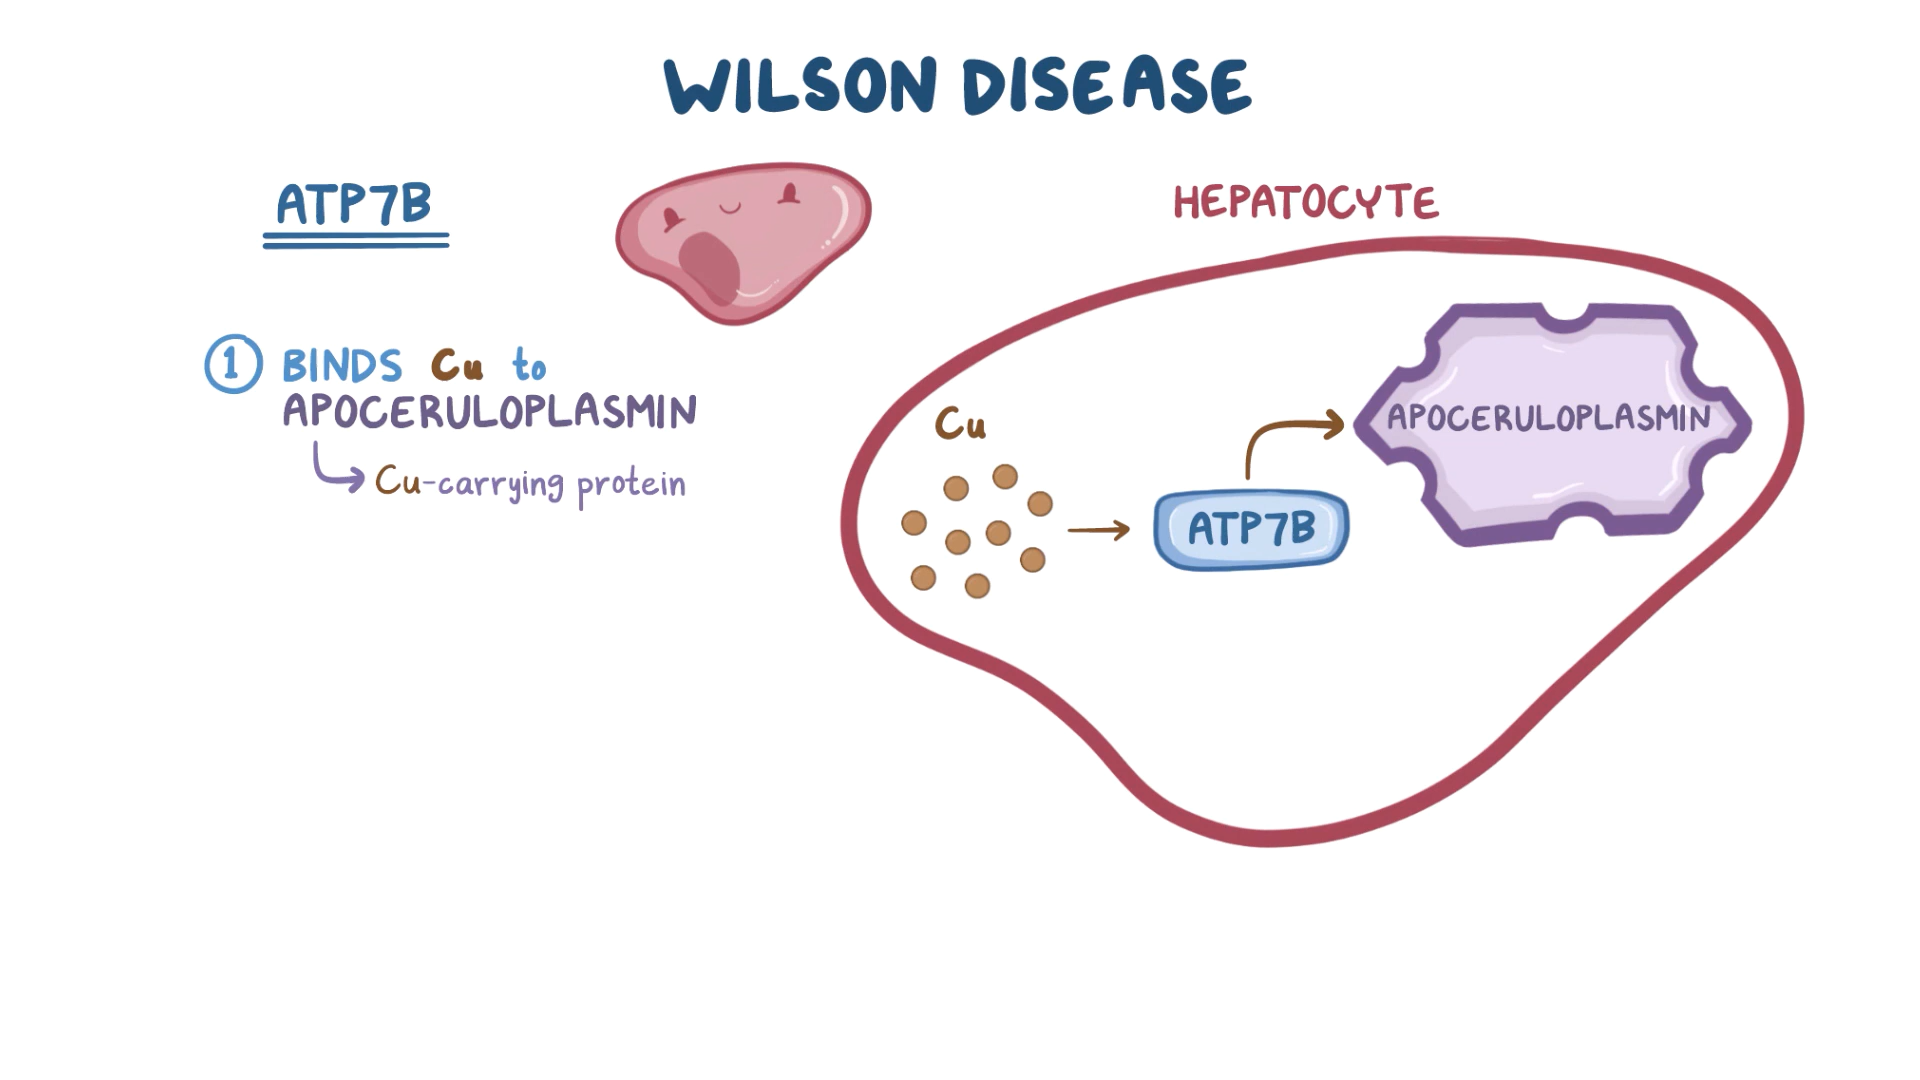 WILSON DISEASE
ATP7B
HEPATOCYTE
1 BINDS Cu to
APOCERULOPLASMIN
Cu-carrying protein
Cu
ATP7B
APOCERULOPLASMIN